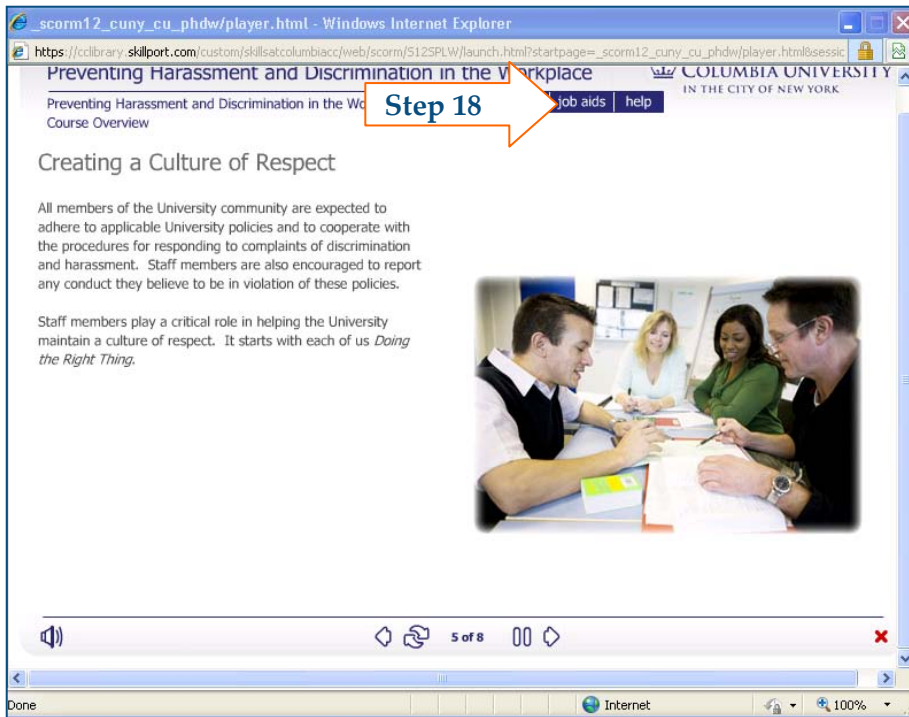 _scorm12_cuny_cu_phdw/player.html - Windows Internet Explorer
https://cclibrary.skillport.com/custom/skillsatcolumbiacc/web/scorm/S12SPLW/launch.html?startpage=_scorm12_cuny_cu_phdw/player.html&sessic
Preventing Harassment and Discrimination in the Workplace
COLUMBIA UNIVERSITY
IN THE CITY OF NEW YORK
Preventing Harassment and Discrimination in the Wo
Step 18
job aids | help
Course Overview
Creating a Culture of Respect
All members of the University community are expected to
adhere to applicable University policies and to cooperate with
the procedures for responding to complaints of discrimination
and harassment. Staff members are also encouraged to report
any conduct they believe to be in violation of these policies.
Staff members play a critical role in helping the University
maintain a culture of respect. It starts with each of us Doing
the Right Thing.
5 of 8
Done
Internet
100%